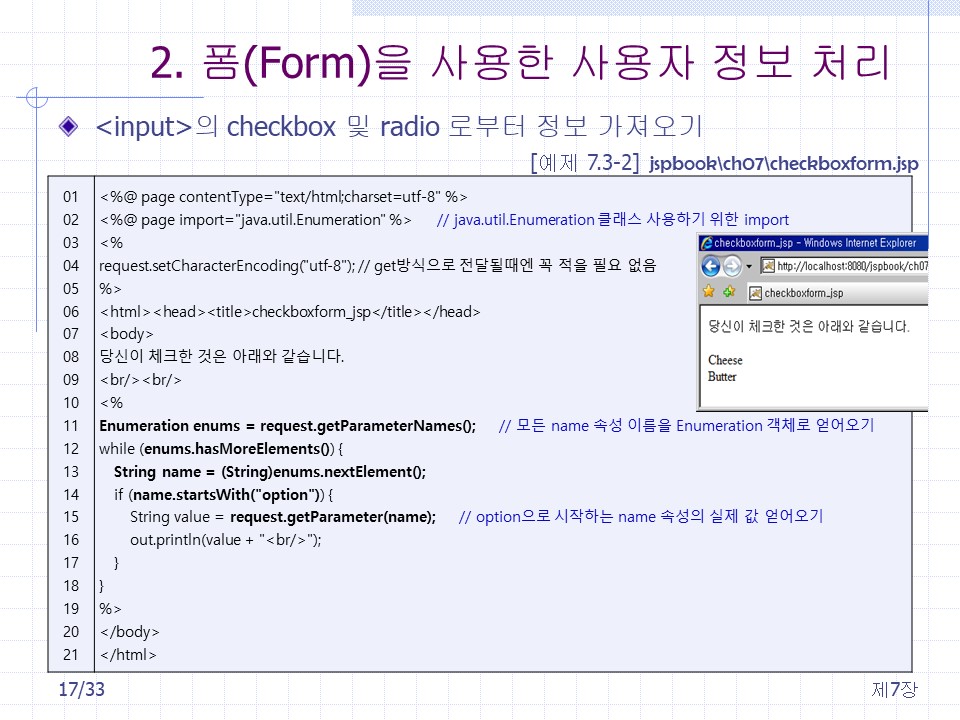 2. 폼(Form)을 사용한 사용자 정보 처리
<input>의 checkbox 및 radio 로부터 정보 가져오기
[예제 7.3-2] jspbook\ch07\checkboxform.jsp
01 <%@ page contentType="text/html;charset=utf-8" %>
02 <%@ page import="java.util.Enumeration" %> // java.util.Enumeration 클래스 사용하기 위한 import
03 <%
04 request.setCharacterEncoding("utf-8"); // get방식으로 전달될때엔 꼭 적을 필요 없음
05 %>
06 <html><head><title>checkboxform_jsp</title></head>
07 <body>
08 당신이 체크한 것은 아래와 같습니다.
09 <br/><br/>
10 <%
11 Enumeration enums = request.getParameterNames(); // 모든 name 속성 이름을 Enumeration 객체로 얻어오기
12 while (enums.hasMoreElements()) {
13 String name = (String)enums.nextElement();
14 if (name.startsWith("option")) {
15 String value = request.getParameter(name); // option으로 시작하는 name 속성의 실제 값 얻어오기
16 out.println(value + "<br/>");
17 }
18 }
19 %>
20 </body>
21 </html>
checkboxform_jsp - Windows Internet Explorer
http://localhost:8080/jspbook/ch07
checkboxform_jsp
당신이 체크한 것은 아래와 같습니다.
Cheese
Butter
17/33
제7장